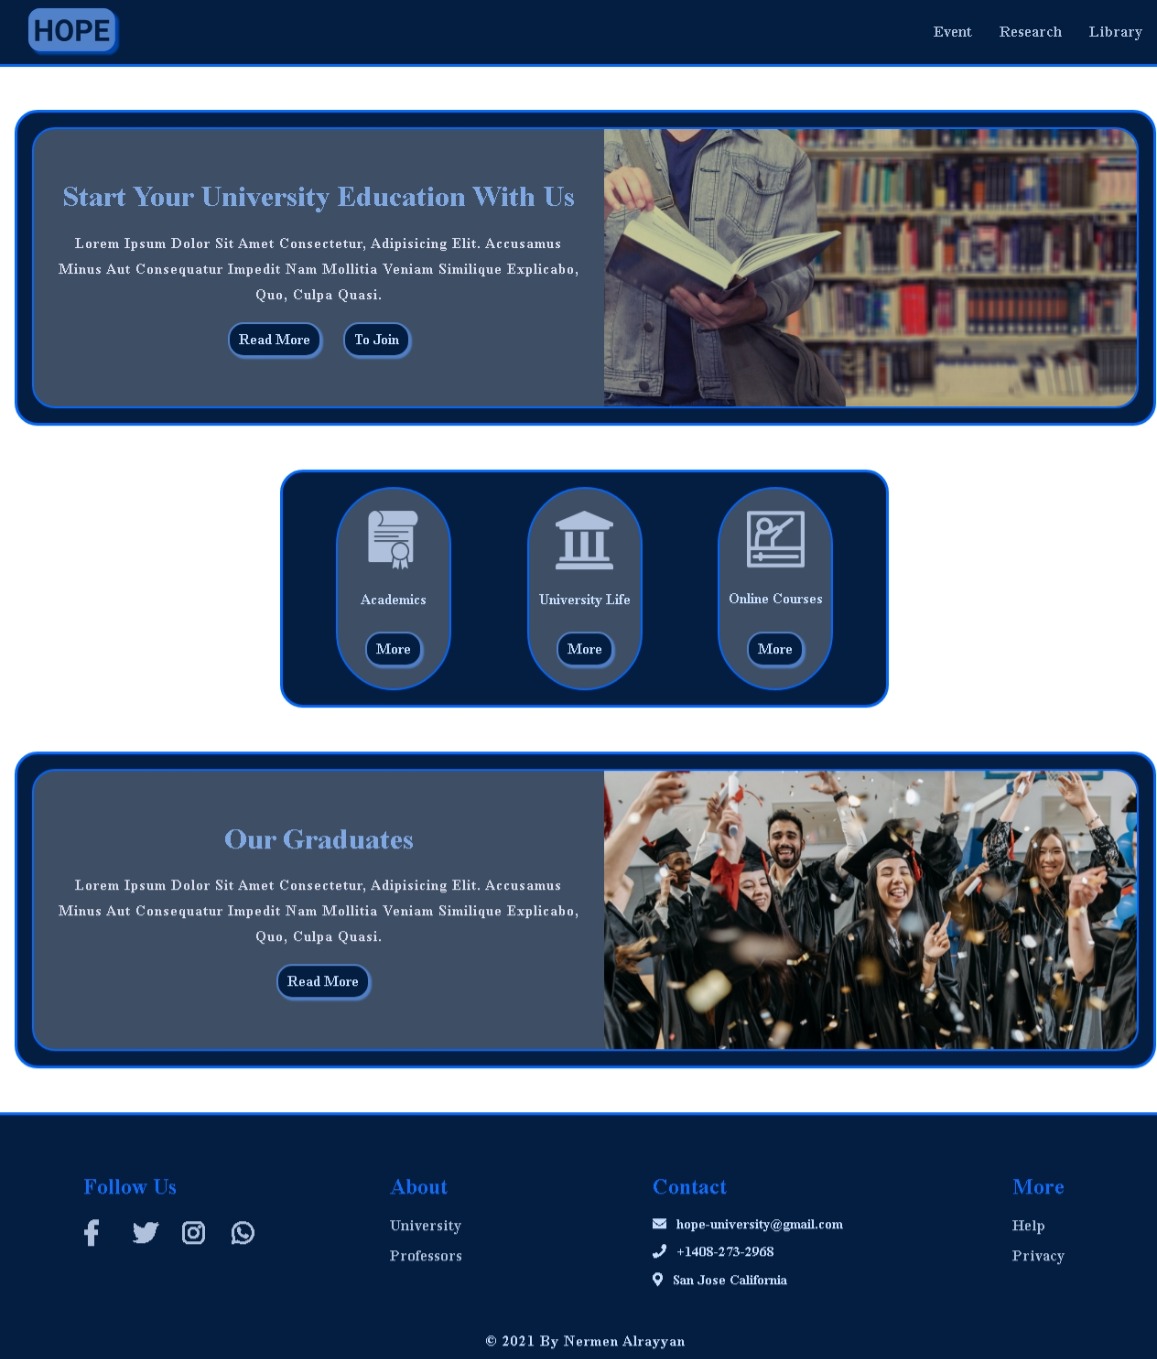 HOPE
Event Research Library
Start Your University Education With Us
Lorem Ipsum Dolor Sit Amet Consectetur, Adipisicing Elit. Accusamus
Minus Aut Consequatur Impedit Nam Mollitia Veniam Similique Explicabo,
Quo, Culpa Quasi.
Read More To Join
Academics
More
University Life
More
Online Courses
More
Our Graduates
Lorem Ipsum Dolor Sit Amet Consectetur, Adipisicing Elit. Accusamus
Minus Aut Consequatur Impedit Nam Mollitia Veniam Similique Explicabo,
Quo, Culpa Quasi.
Read More
Follow Us
About
University
Professors
Contact
hope-university@gmail.com
+1408-273-2968
San Jose California
More
Help
Privacy
© 2021 By Nermen Alrayyan